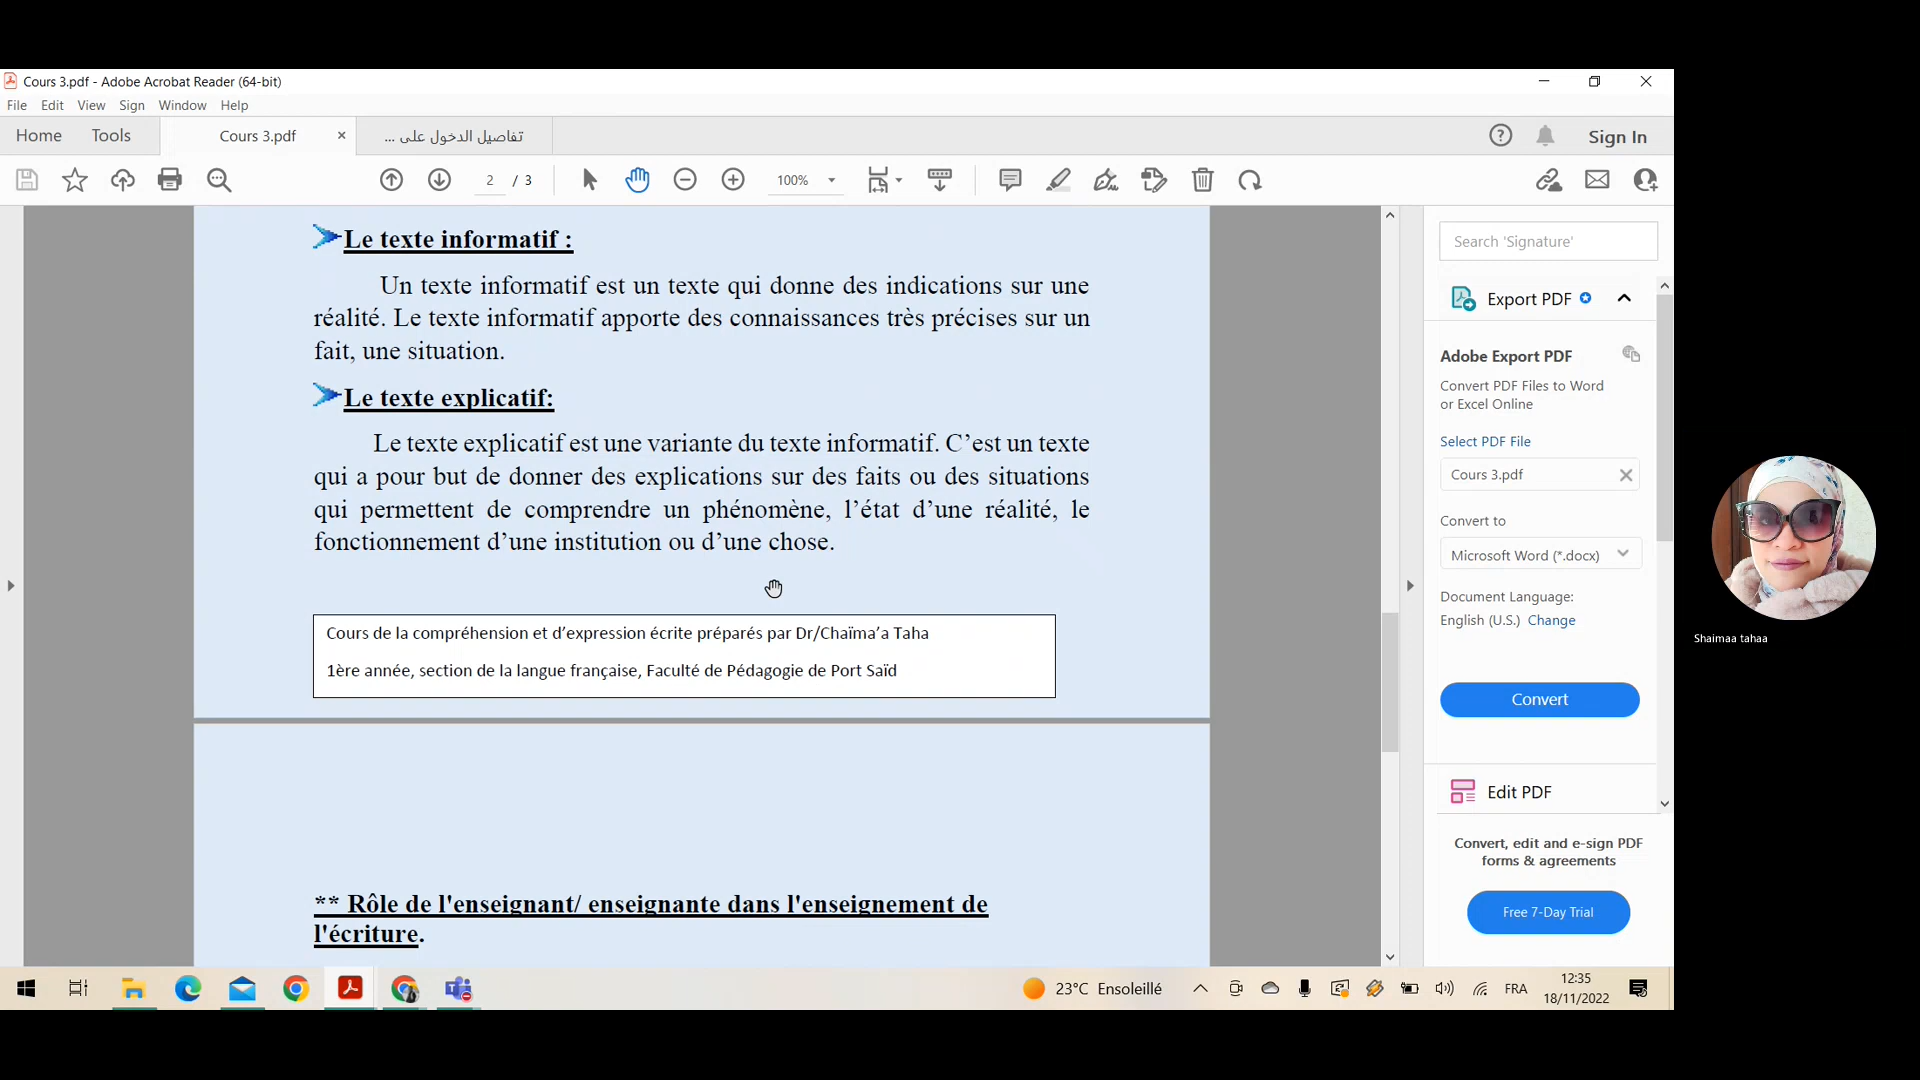 Cours 3.pdf - Adobe Acrobat Reader (64-bit)
File Edit View Sign Window Help
Home Tools Cours 3.pdf × تفاصيل الدخول على ... Sign In
2 / 3 100%
Le texte informatif :
Un texte informatif est un texte qui donne des indications sur une
réalité. Le texte informatif apporte des connaissances très précises sur un
fait, une situation.
Le texte explicatif:
Le texte explicatif est une variante du texte informatif. C’est un texte
qui a pour but de donner des explications sur des faits ou des situations
qui permettent de comprendre un phénomène, l’état d’une réalité, le
fonctionnement d’une institution ou d’une chose.
Cours de la compréhension et d’expression écrite préparés par Dr/Chaïma’a Taha
1ère année, section de la langue française, Faculté de Pédagogie de Port Saïd
** Rôle de l'enseignant/ enseignante dans l'enseignement de
l'écriture.
Search 'Signature'
Export PDF
Adobe Export PDF
Convert PDF Files to Word
or Excel Online
Select PDF File
Cours 3.pdf
Convert to
Microsoft Word (*.docx)
Document Language:
English (U.S.) Change
Convert
Edit PDF
Convert, edit and e-sign PDF
forms & agreements
Free 7-Day Trial
Shaimaa tahaa
23°C Ensoleillé FRA 12:35
18/11/2022